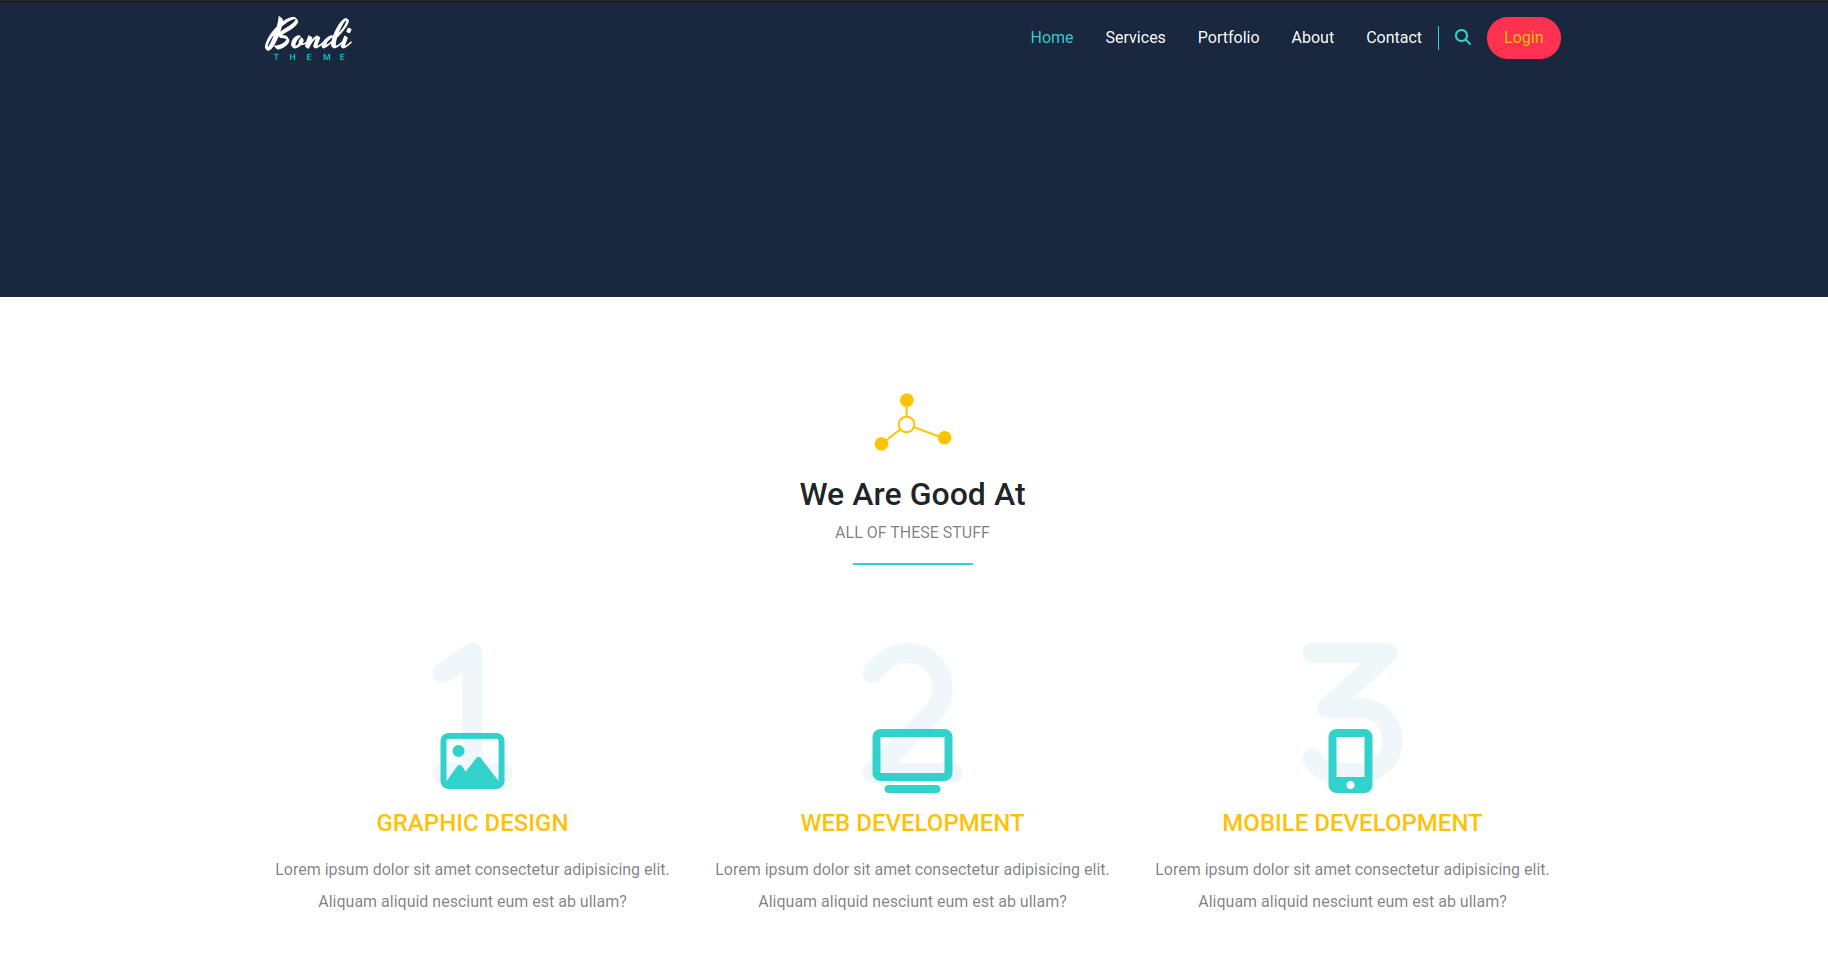 Bondi
THEME
Home Services Portfolio About Contact Login
We Are Good At
ALL OF THESE STUFF
1 2 3
GRAPHIC DESIGN WEB DEVELOPMENT MOBILE DEVELOPMENT
Lorem ipsum dolor sit amet consectetur adipisicing elit. Lorem ipsum dolor sit amet consectetur adipisicing elit. Lorem ipsum dolor sit amet consectetur adipisicing elit.
Aliquam aliquid nesciunt eum est ab ullam? Aliquam aliquid nesciunt eum est ab ullam? Aliquam aliquid nesciunt eum est ab ullam?